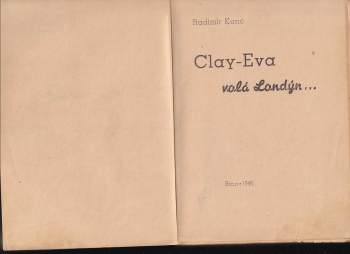 Radimír Kunc
Clay-Eva
volá Londýn...
Brno 1946